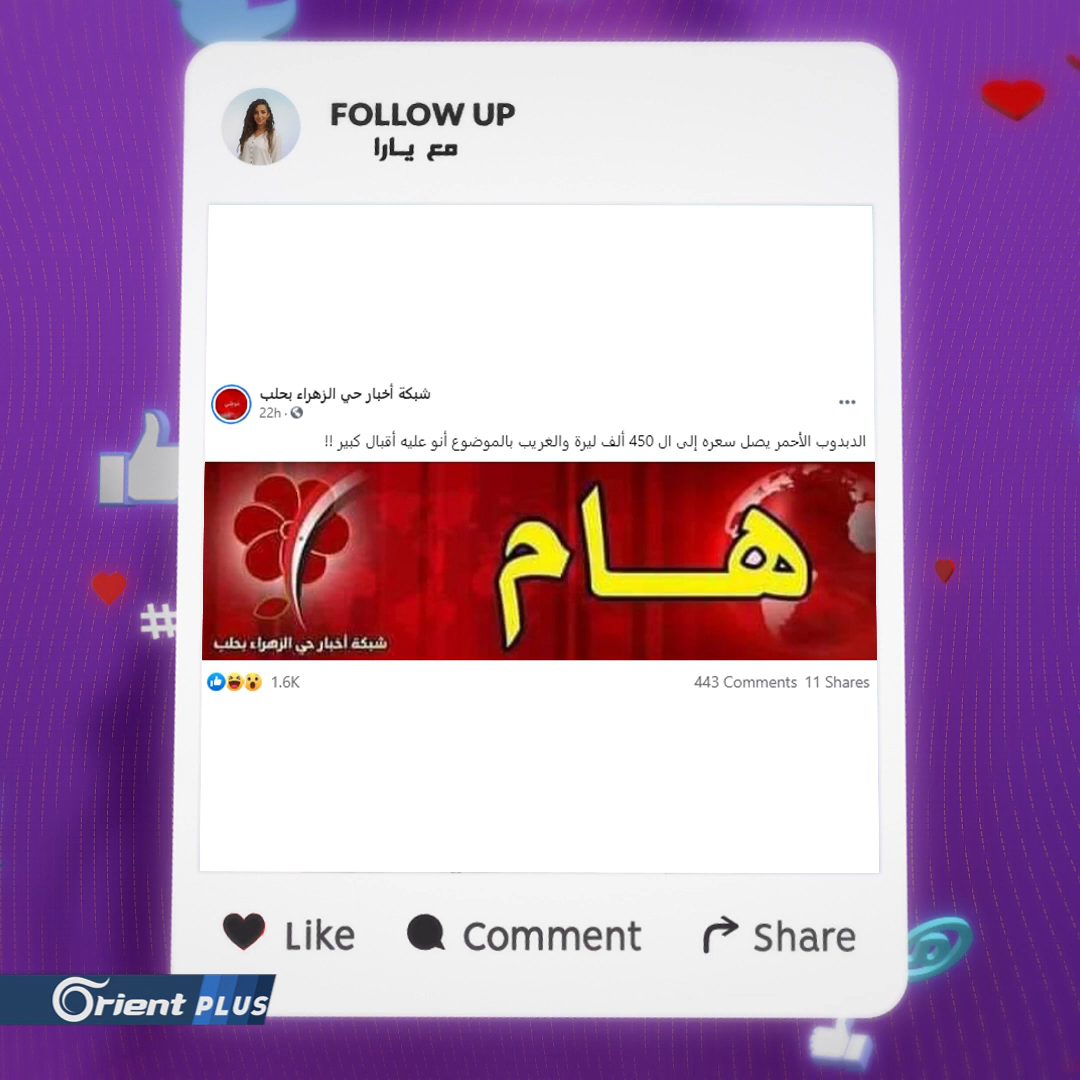 FOLLOW UP
مع يارا
شبكة أخبار حي الزهراء بحلب
22h ·
الدبدوب الأحمر يصل سعره إلى ال 450 ألف ليرة والغريب بالموضوع أنو عليه أقبال كبير !!
هـــام
شبكة أخبار حي الزهراء بحلب
1.6K
443 Comments 11 Shares
Like
Comment
Share
Orient PLUS
#